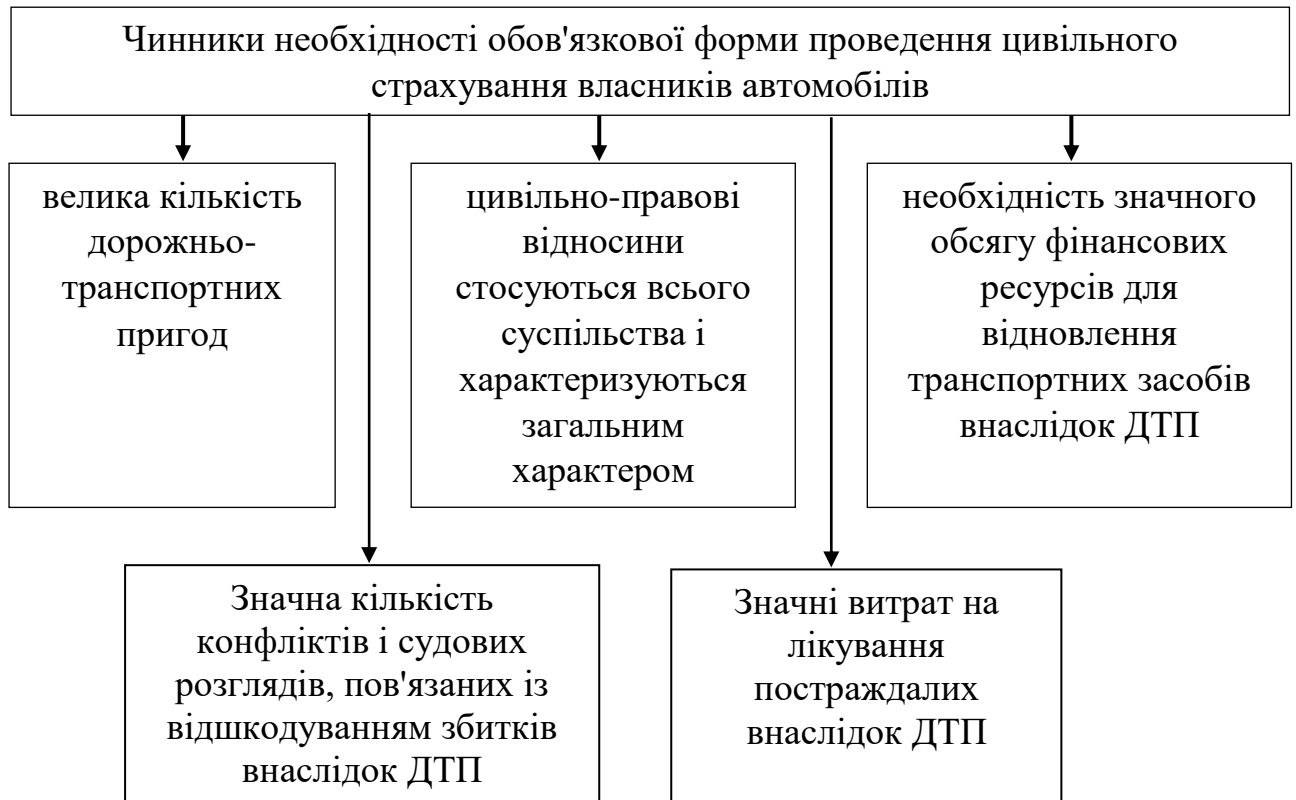 Чинники необхідності обов'язкової форми проведення цивільного
страхування власників автомобілів
велика кількість
дорожньо-
транспортних
пригод
цивільно-правові
відносини
стосуються всього
суспільства і
характеризуються
загальним
характером
необхідність значного
обсягу фінансових
ресурсів для
відновлення
транспортних засобів
внаслідок ДТП
Значна кількість
конфліктів і судових
розглядів, пов'язаних із
відшкодуванням збитків
внаслідок ДТП
Значні витрат на
лікування
постраждалих
внаслідок ДТП